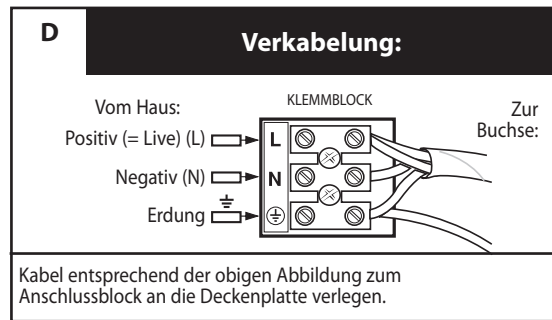 D
Verkabelung:
Vom Haus:
KLEMMBLOCK
Zur
Buchse:
Positiv (= Live) (L)
L
Negativ (N)
N
Erdung
Kabel entsprechend der obigen Abbildung zum
Anschlussblock an die Deckenplatte verlegen.